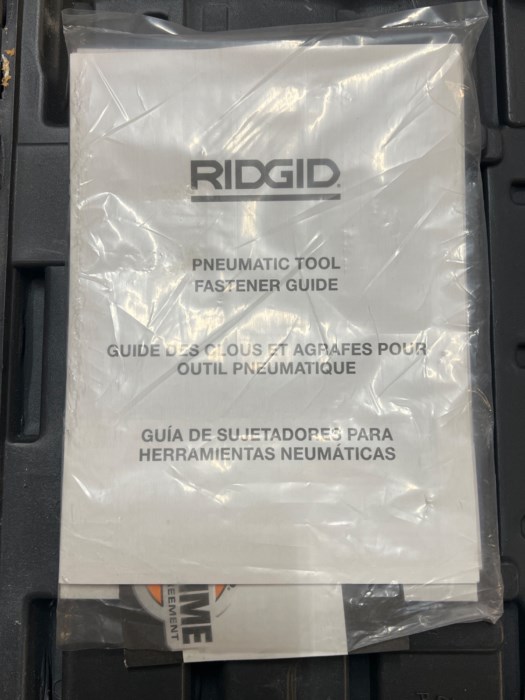 RIDGID
PNEUMATIC TOOL
FASTENER GUIDE
GUIDE DES CLOUS ET AGRAFES POUR
OUTIL PNEUMATIQUE
GUÍA DE SUJETADORES PARA
HERRAMIENTAS NEUMÁTICAS